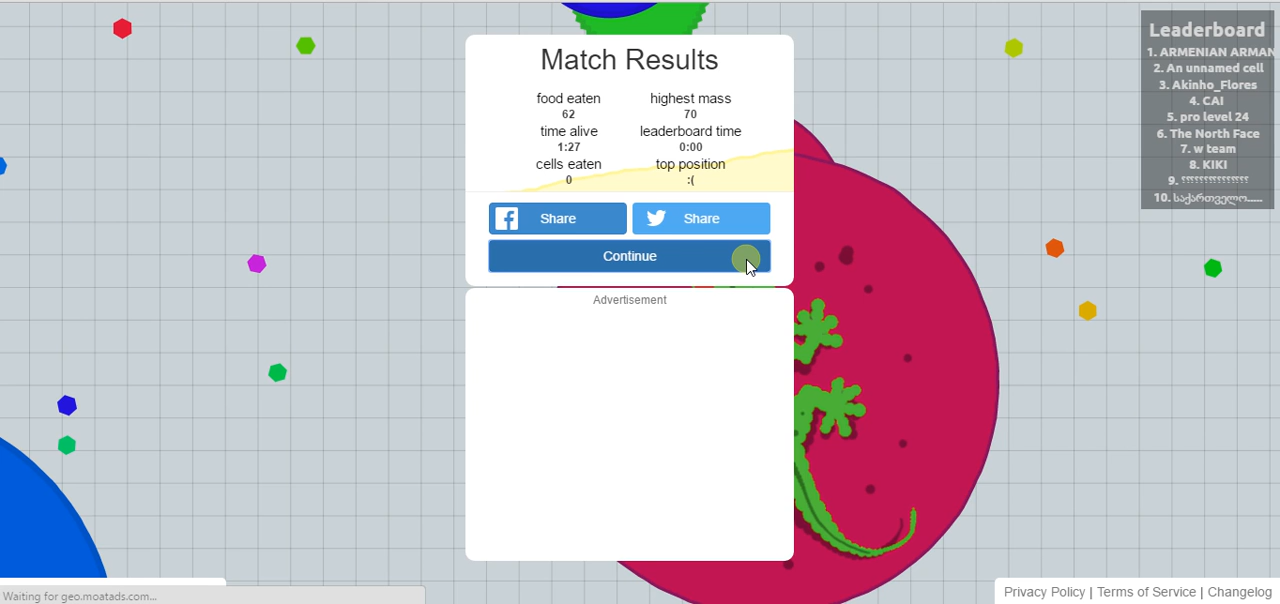 Match Results
food eaten
62
highest mass
70
time alive
1:27
leaderboard time
0:00
cells eaten
0
top position
:(
Share
Share
Continue
Advertisement
Leaderboard
1. ARMENIAN ARMAN
2. An unnamed cell
3. Akinho_Flores
4. CAI
5. pro level 24
6. The North Face
7. w team
8. KIKI
9.
10. საქართველო.....
Waiting for geo.moatads.com...
Privacy Policy | Terms of Service | Changelog